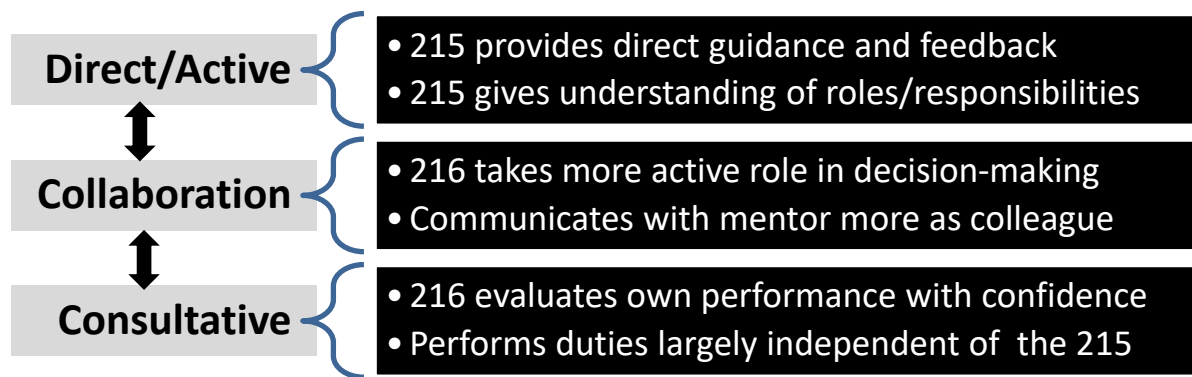 Direct/Active
• 215 provides direct guidance and feedback
• 215 gives understanding of roles/responsibilities
Collaboration
• 216 takes more active role in decision-making
• Communicates with mentor more as colleague
Consultative
• 216 evaluates own performance with confidence
• Performs duties largely independent of  the 215